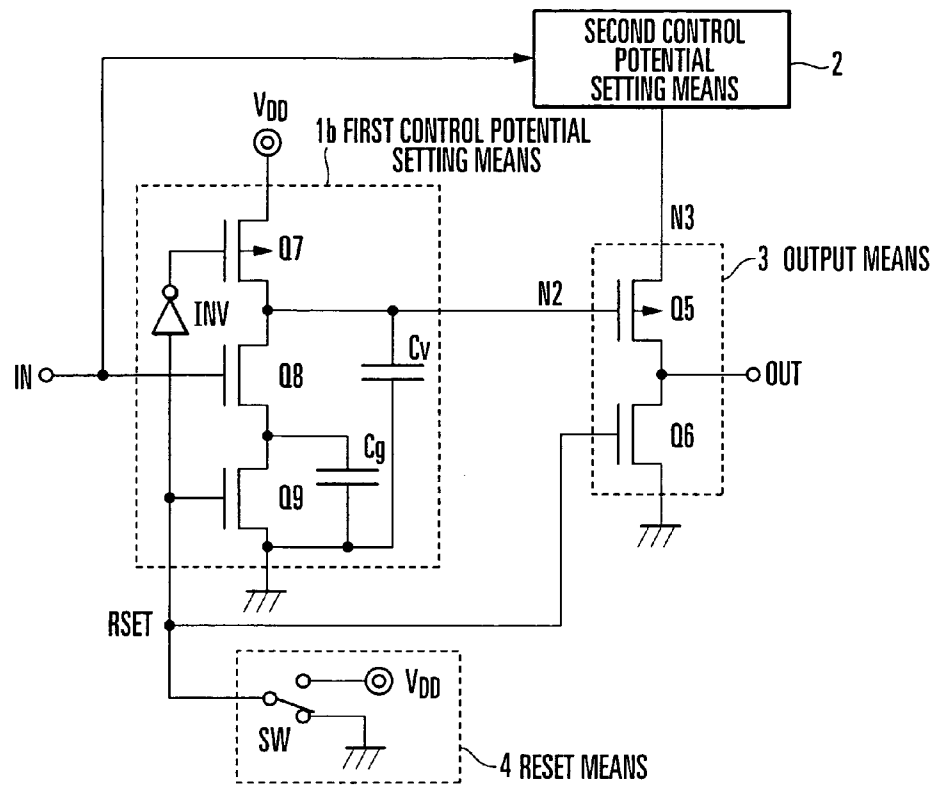 SECOND CONTROL
POTENTIAL
SETTING MEANS
2
VDD
1b FIRST CONTROL POTENTIAL
SETTING MEANS
N3
Q7
3 OUTPUT MEANS
INV
N2
Q5
Cv
IN
Q8
OUT
Q6
Cg
Q9
RSET
VDD
SW
4 RESET MEANS